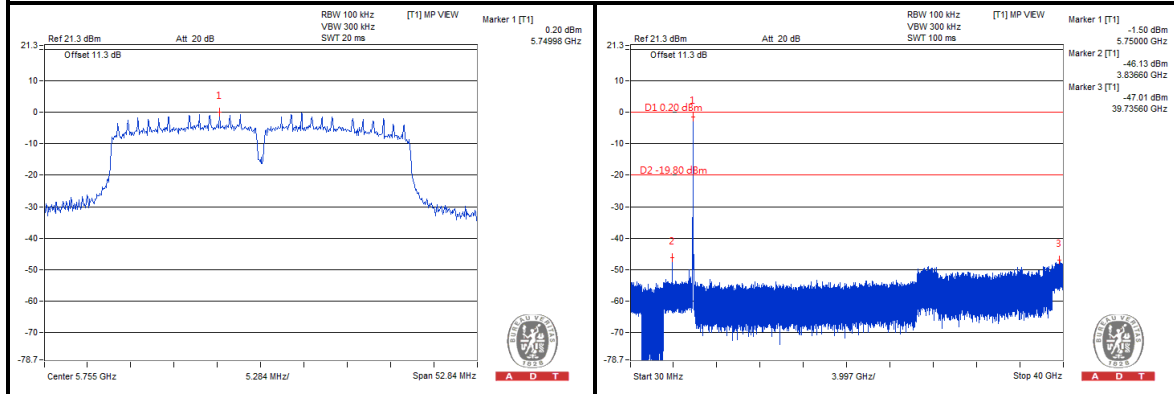 RBW 100 kHz [T1] MP VIEW
VBW 300 kHz
SWT 20 ms
Marker 1 [T1]
0.20 dBm
5.74998 GHz
Ref 21.3 dBm Att 20 dB
21.3
Offset 11.3 dB
10
0
-10
-20
-30
-40
-50
-60
-70
-78.7
1
Center 5.755 GHz 5.284 MHz/ Span 52.84 MHz
BUREAU VERITAS
1828
A D T
RBW 100 kHz [T1] MP VIEW
VBW 300 kHz
SWT 100 ms
Marker 1 [T1]
-1.50 dBm
5.75000 GHz
Marker 2 [T1]
-46.13 dBm
3.83660 GHz
Marker 3 [T1]
-47.01 dBm
39.73560 GHz
Ref 21.3 dBm Att 20 dB
21.3
Offset 11.3 dB
10
0
-10
-20
-30
-40
-50
-60
-70
-78.7
D1 0.20 dBm
1
D2 -19.80 dBm
2
3
Start 30 MHz 3.997 GHz/ Stop 40 GHz
BUREAU VERITAS
1828
A D T